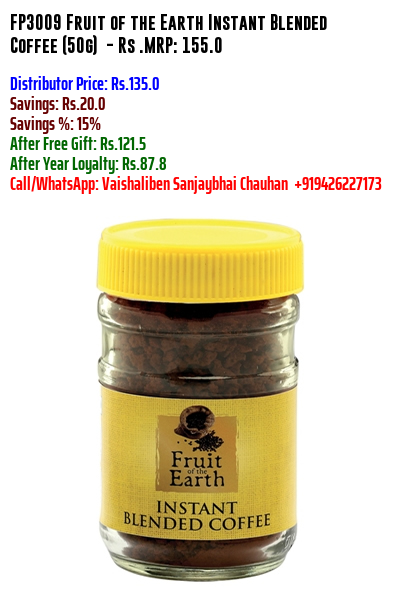 FP3009 Fruit of the Earth Instant Blended
Coffee (50g) - Rs .MRP: 155.0
Distributor Price: Rs.135.0
Savings: Rs.20.0
Savings %: 15%
After Free Gift: Rs.121.5
After Year Loyalty: Rs.87.8
Call/WhatsApp: Vaishaliben Sanjaybhai Chauhan +919426227173
Fruit
of the
Earth
INSTANT
BLENDED COFFEE